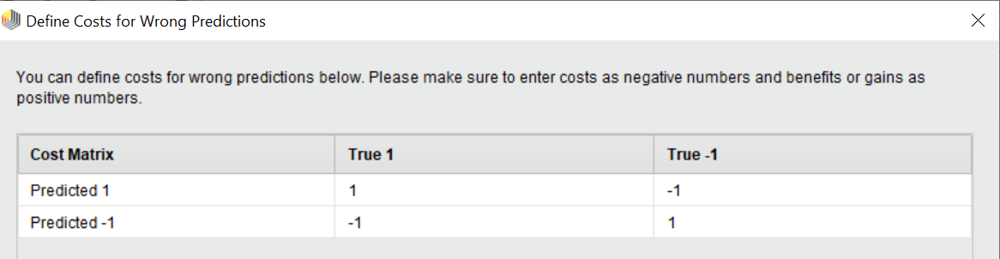 Define Costs for Wrong Predictions
You can define costs for wrong predictions below. Please make sure to enter costs as negative numbers and benefits or gains as
positive numbers.
Cost Matrix True 1 True -1
Predicted 1 1 -1
Predicted -1 -1 1